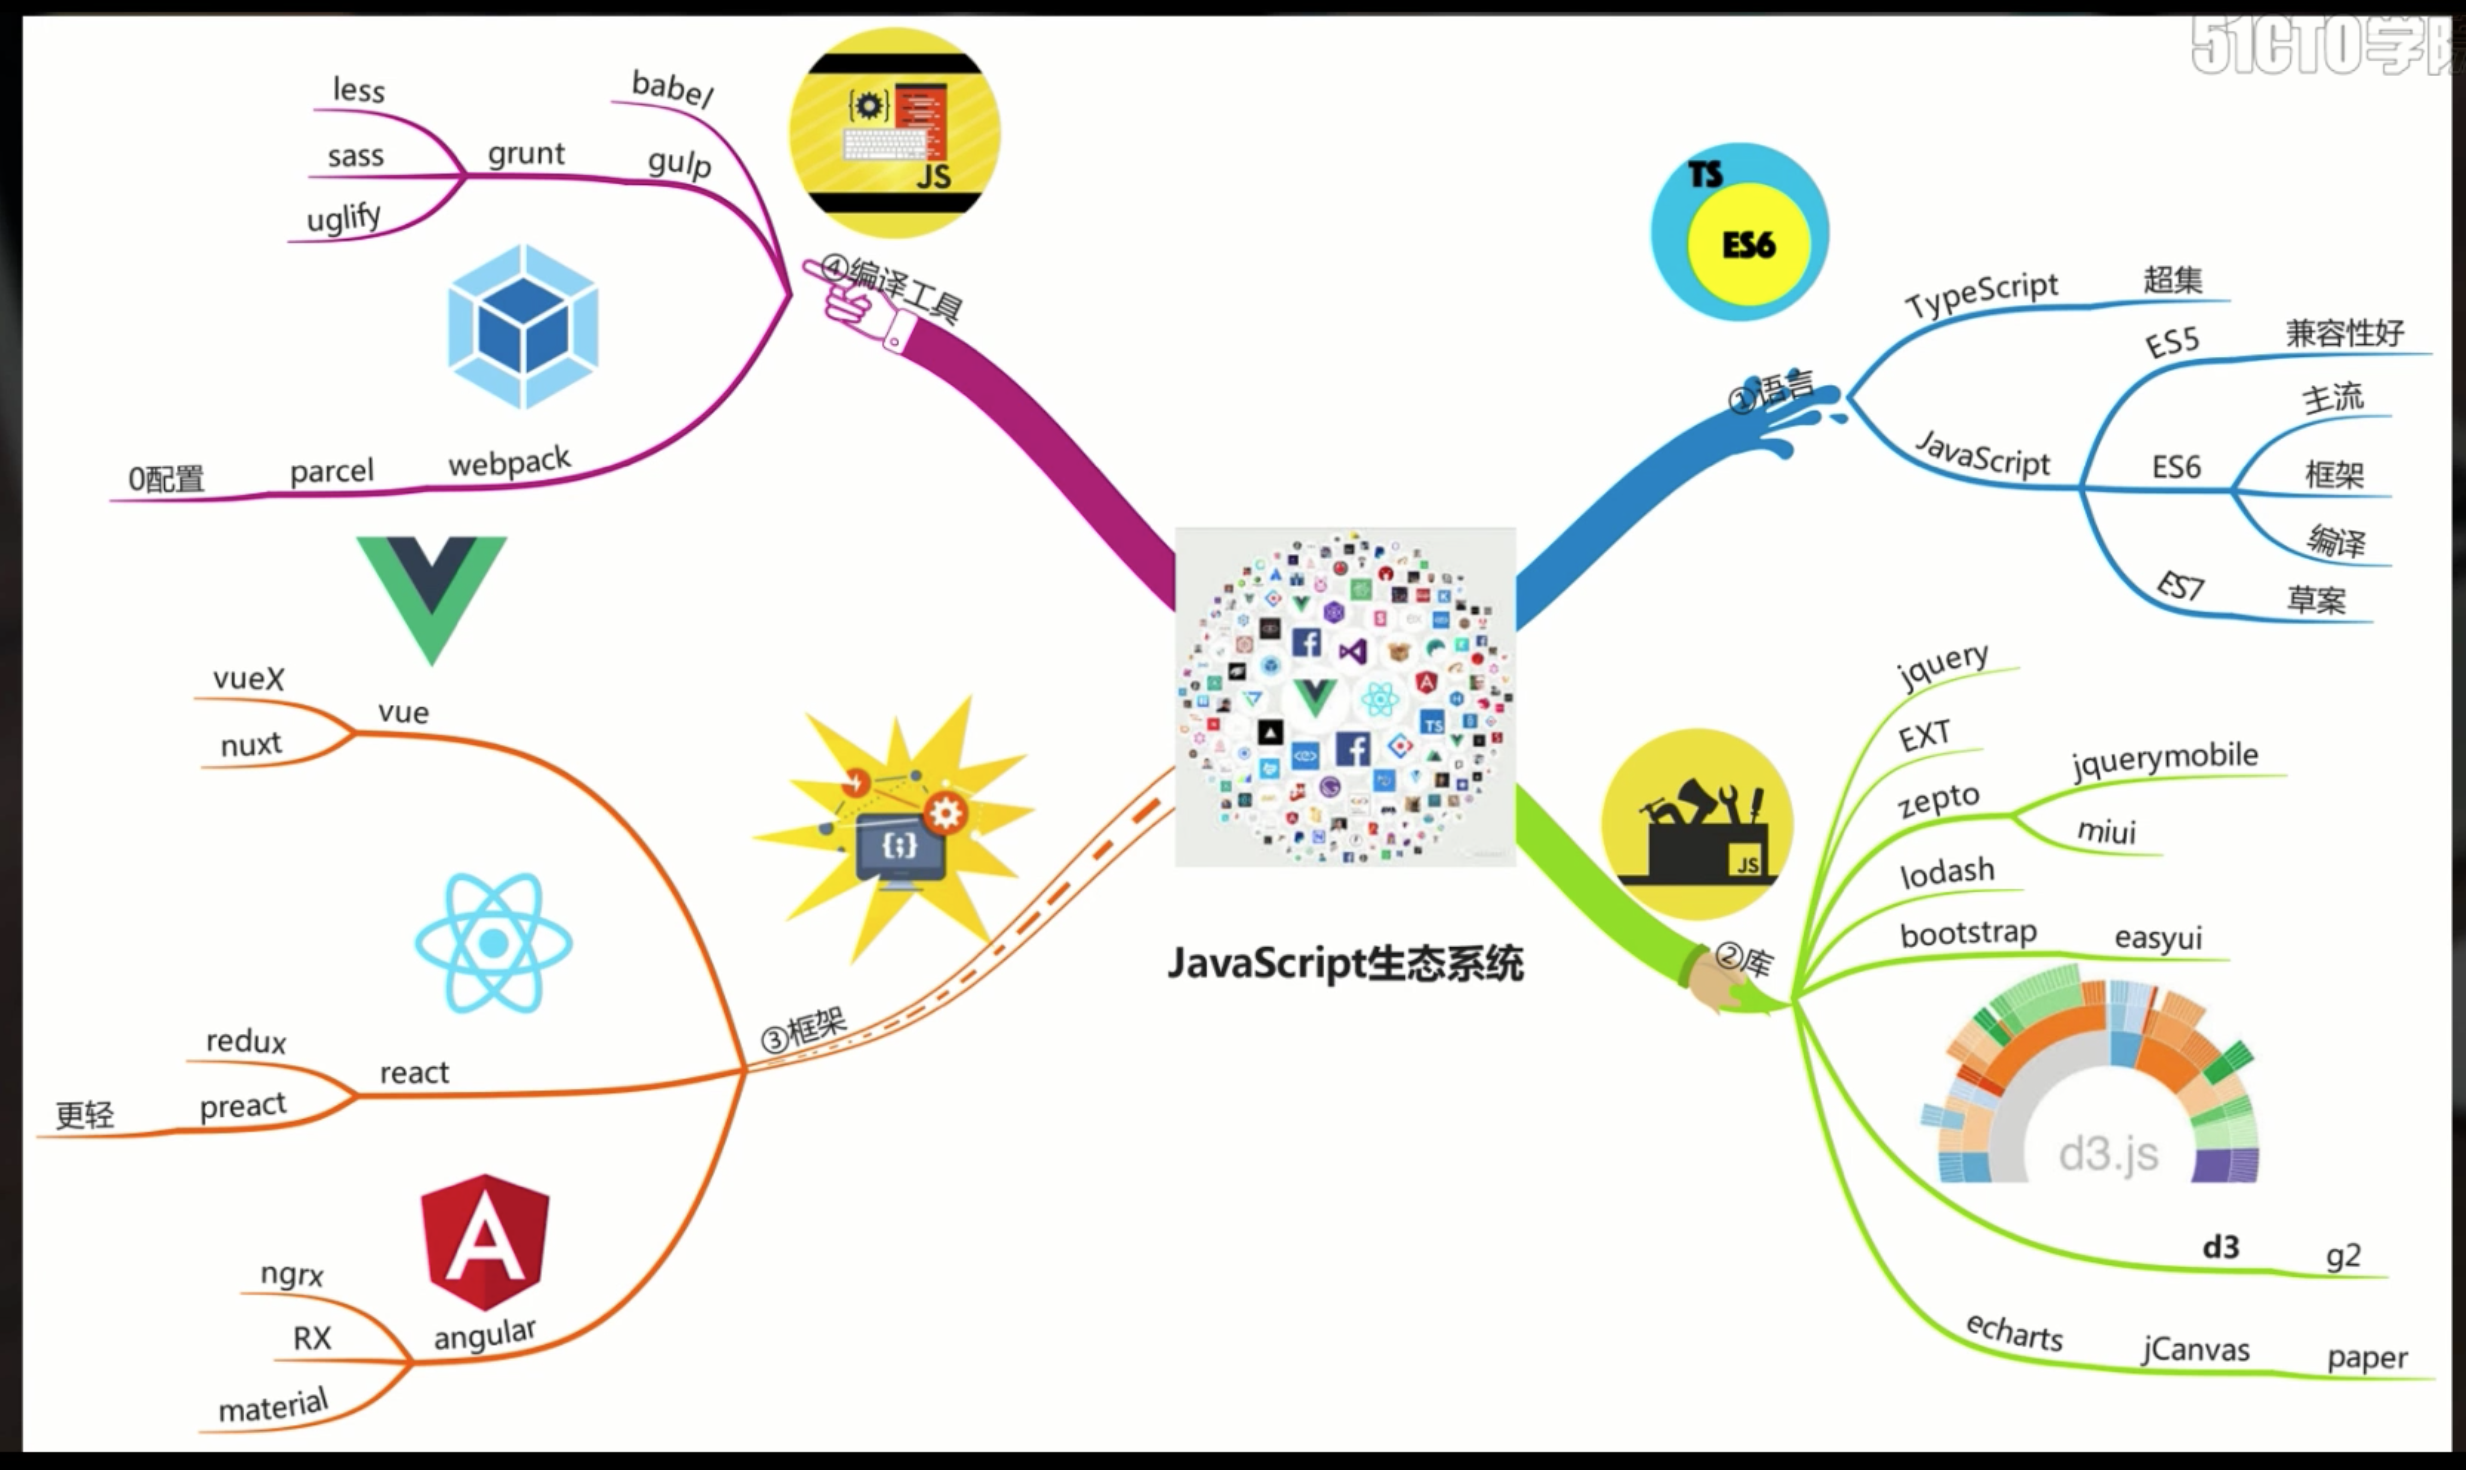 51CTO学院
JavaScript生态系统
①语言
TypeScript
超集
JavaScript
ES5
兼容性好
ES6
主流
框架
编译
ES7
草案
TS
ES6
②库
jquery
EXT
zepto
jquerymobile
miui
lodash
bootstrap
easyui
d3.js
d3
g2
echarts
jCanvas
paper
JS
③框架
vue
vueX
nuxt
react
redux
preact
更轻
angular
ngrx
RX
material
{;}
④编译工具
babel
gulp
grunt
less
sass
uglify
webpack
parcel
0配置
JS